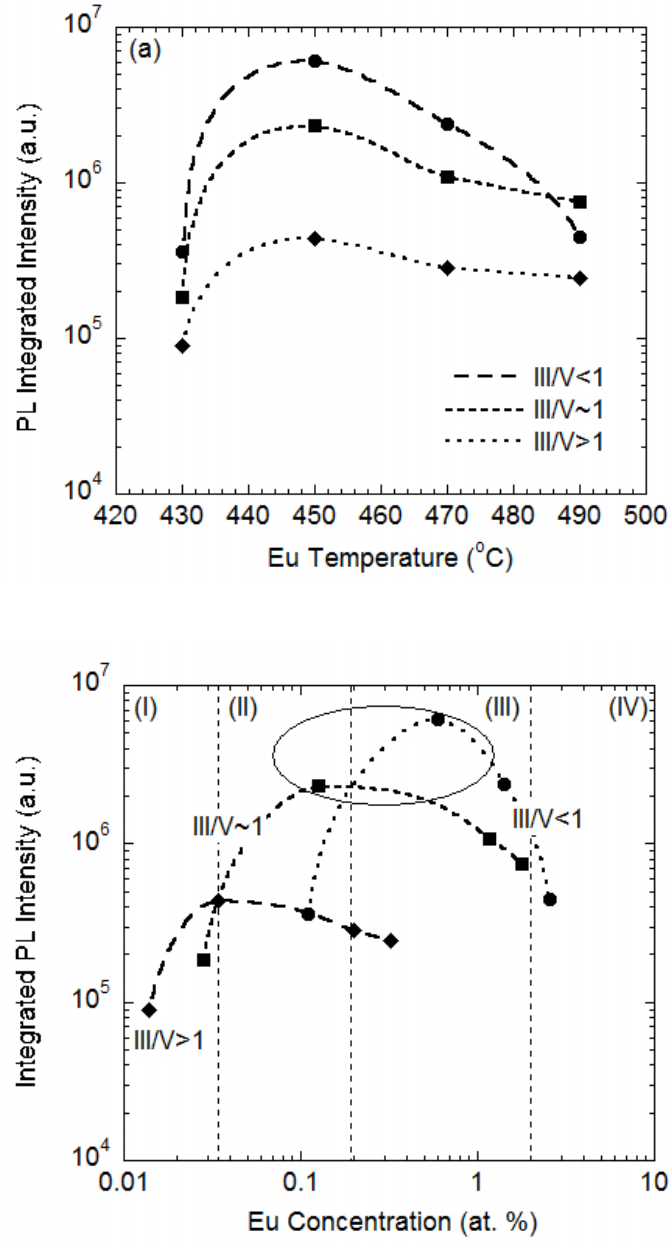 (a)
PL Integrated Intensity (a.u.)
10^7
10^6
10^5
10^4
III/V<1
III/V~1
III/V>1
420 430 440 450 460 470 480 490 500
Eu Temperature (°C)
Integrated PL Intensity (a.u.)
10^7
10^6
10^5
10^4
(I) (II) (III) (IV)
III/V~1
III/V<1
III/V>1
0.01 0.1 1 10
Eu Concentration (at. %)